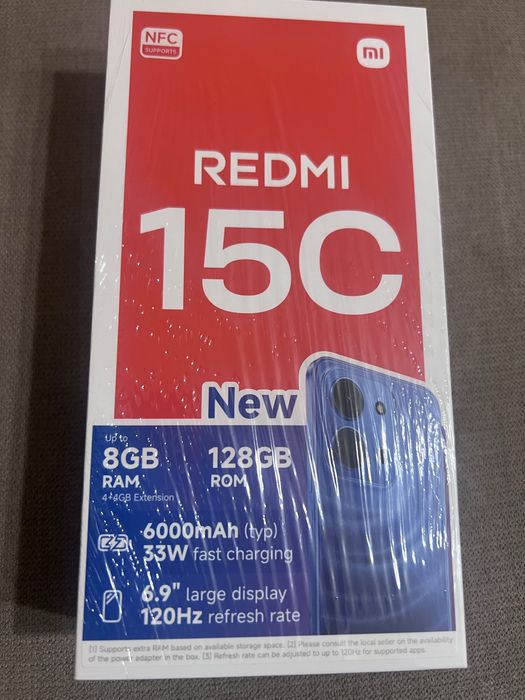 NFC
SUPPORTS
mi
REDMI
15C
New
Up to
8GB 128GB
RAM ROM
4+4GB Extension
6000mAh (typ)
33W fast charging
6.9" large display
120Hz refresh rate
[1] Supports extra RAM based on available storage space. [2] Please consult the local seller on the availability
of the power adapter in the box. [3] Refresh rate can be adjusted to up to 120Hz for supported apps.